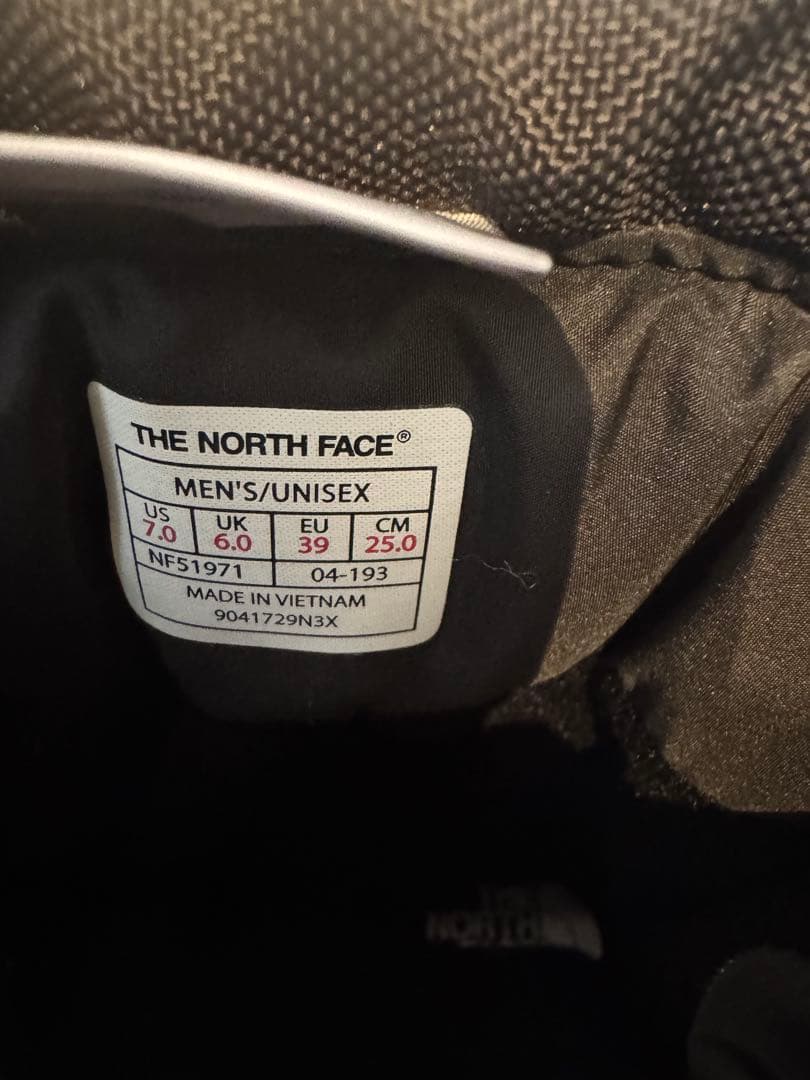 THE NORTH FACE®
MEN'S/UNISEX
US UK EU CM
7.0 6.0 39 25.0
NF51971 04-193
MADE IN VIETNAM
9041729N3X